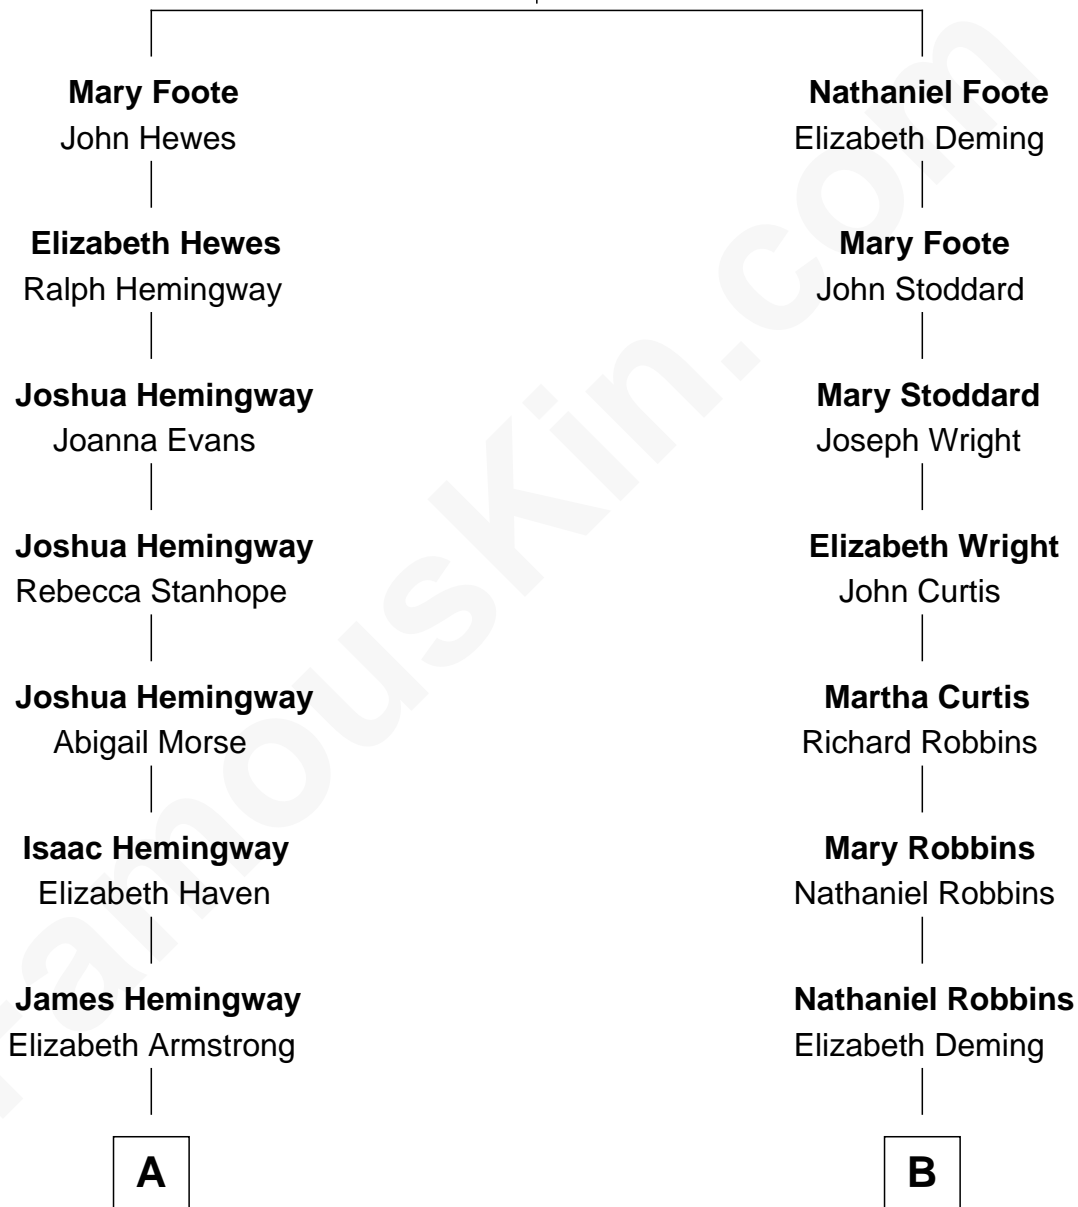 Mary Foote
John Hewes
Nathaniel Foote
Elizabeth Deming
Elizabeth Hewes
Ralph Hemingway
Mary Foote
John Stoddard
Joshua Hemingway
Joanna Evans
Mary Stoddard
Joseph Wright
Joshua Hemingway
Rebecca Stanhope
Elizabeth Wright
John Curtis
Joshua Hemingway
Abigail Morse
Martha Curtis
Richard Robbins
Isaac Hemingway
Elizabeth Haven
Mary Robbins
Nathaniel Robbins
James Hemingway
Elizabeth Armstrong
Nathaniel Robbins
Elizabeth Deming
A
B
FamousKin.com